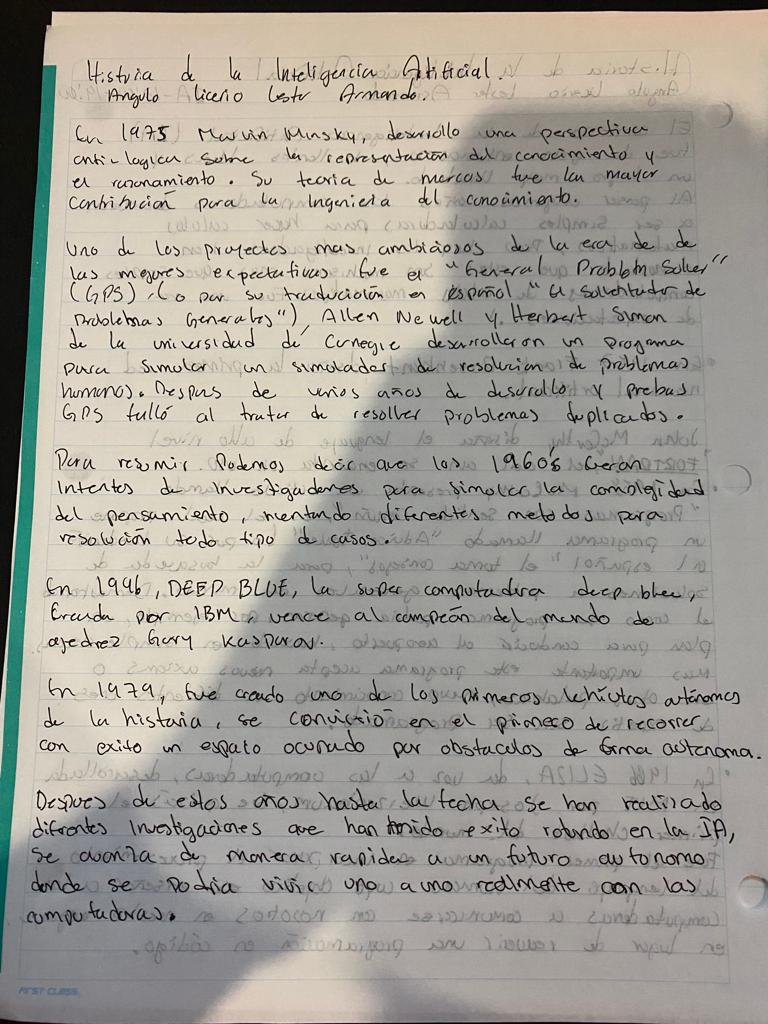 Historia de la Inteligencia Artificial.
Angulo Licerio Lester Armando.
En 1975 Marvin Minsky, desarrollo una perspectiva
anti-logica sobre la representación del conocimiento y
el razonamiento. Su teoria de marcos fue la mayor
contribucion para la Ingenieria del conocimiento.
Uno de los proyectos mas ambiciosos de la era de de
las mejores expectativas fue el "General Problem Solver"
(GPS). (o por su traducción en español "el solucionador de
Problemas Generales"), Allen Newell y Herbert Simon
de la universidad de Carnegie desarrolleron un programa
para simular un simulador de resolucion de problemas
humanos. Despues de varios años de desarollo y prebas
GPS falló al tratar de resolver problemas duplicados.
Para resumir. Podemos decir que los 1960's Geran
Intentos de Investigadores para simular la complegidad
del pensamiento, mentando diferentes metodos para
resolución todo tipo de casos.
En 1996, DEEP BLUE, la super computadora deep blue,
Creada por IBM, vence al campeón del mundo de
ajedrez Gary Kasparov.
En 1979, fue creado uno de los primeros Vehiculos autónomos
de la historia, se convirtió en el primero de recorrer
con exito un espacio ocupado por obstaculos de forma autonoma.
Despues de estos años hasta la fecha se han realizado
difrentes Investigaciones que han tenido exito rotundo en la IA,
Se avanza de manera rapida a un futuro autonomo
donde se podria vivir uno a uno realmente con las
computadoras.
FIRST CLASS